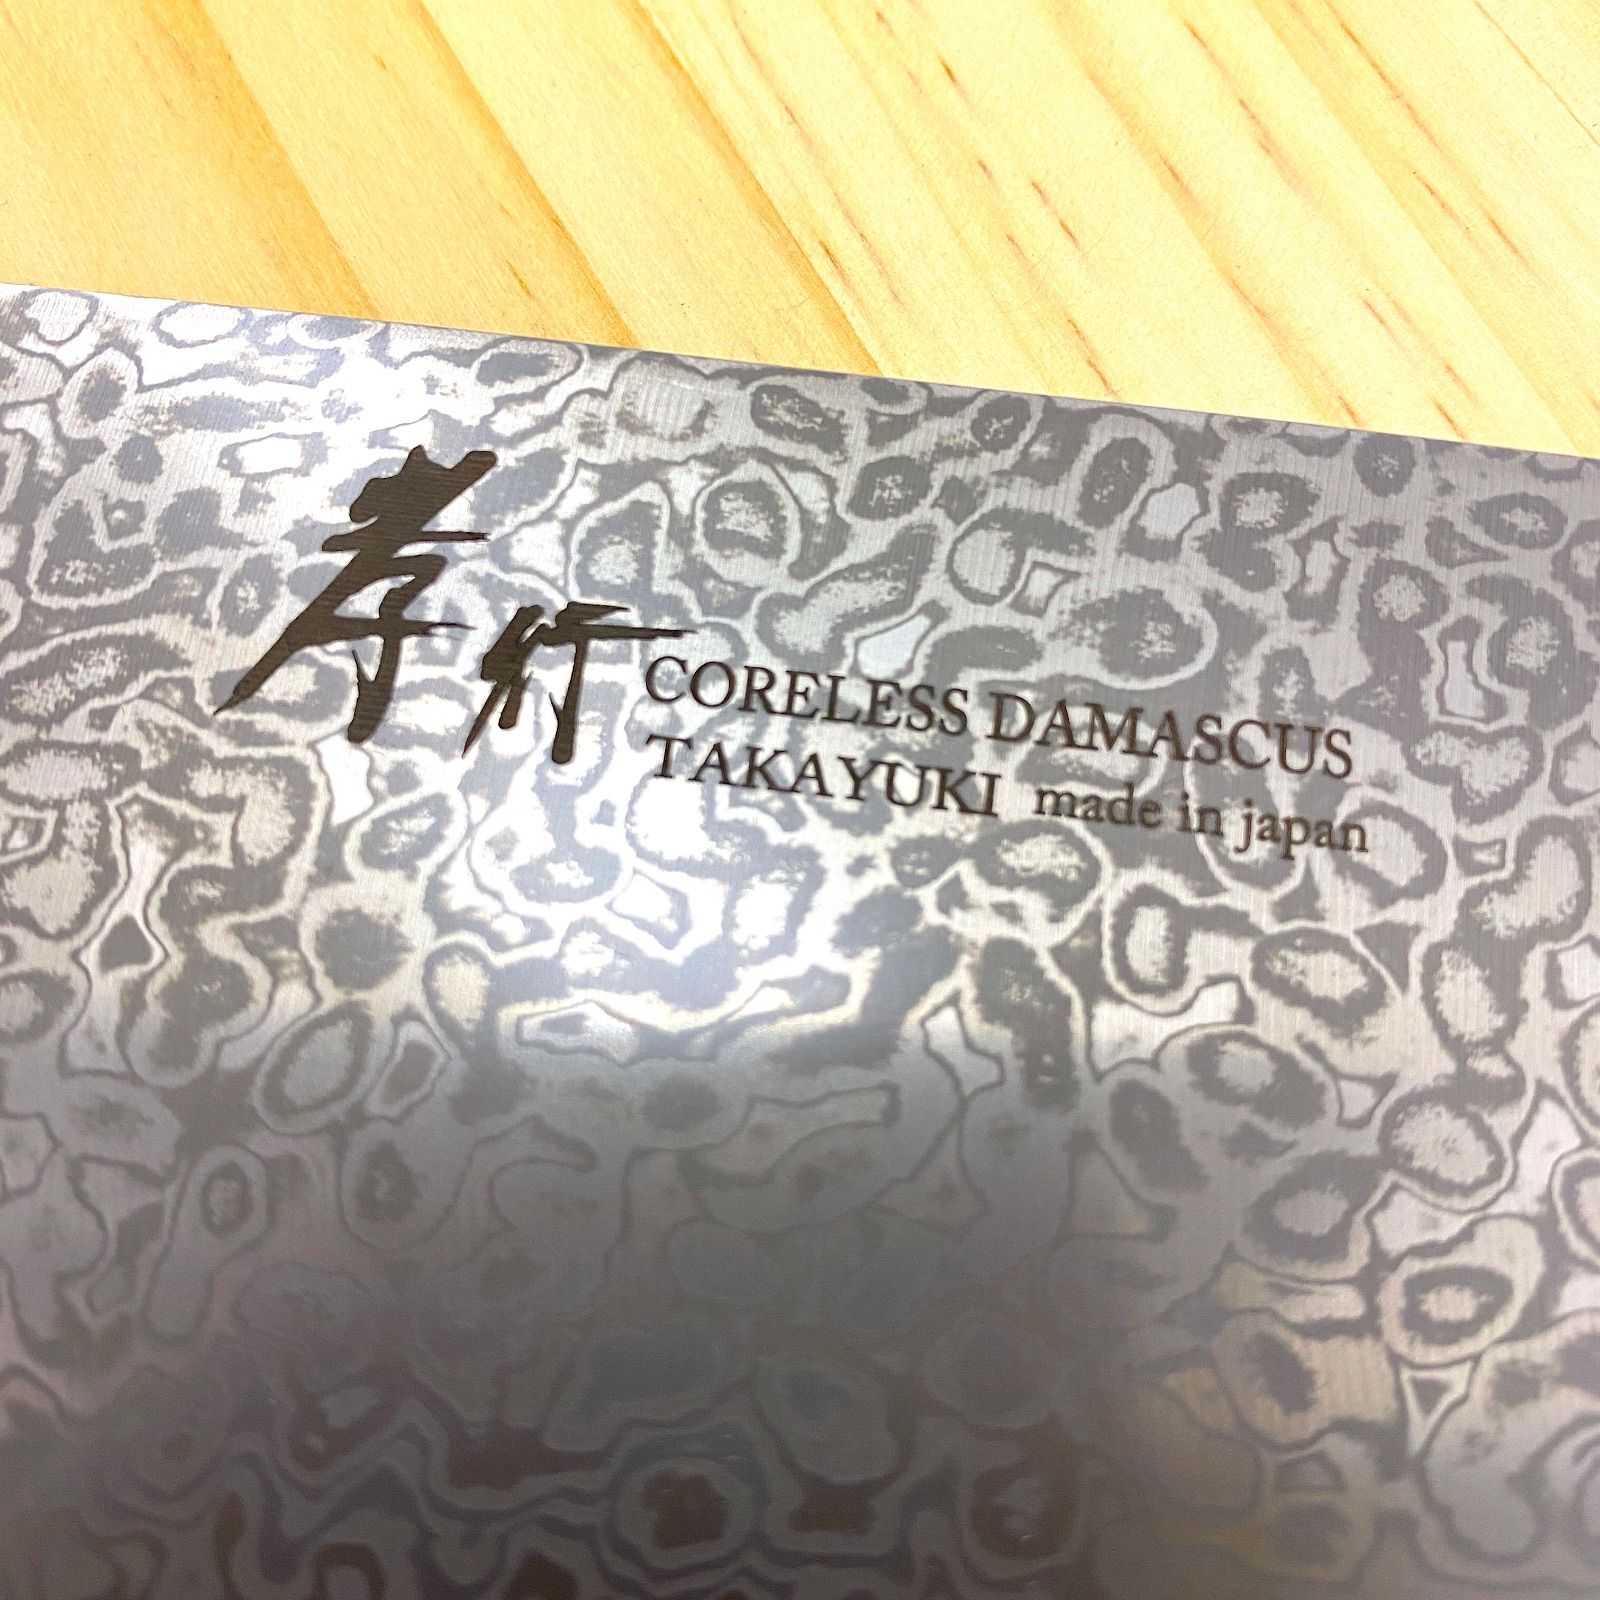 孝行
CORELESS DAMASCUS
TAKAYUKI made in japan